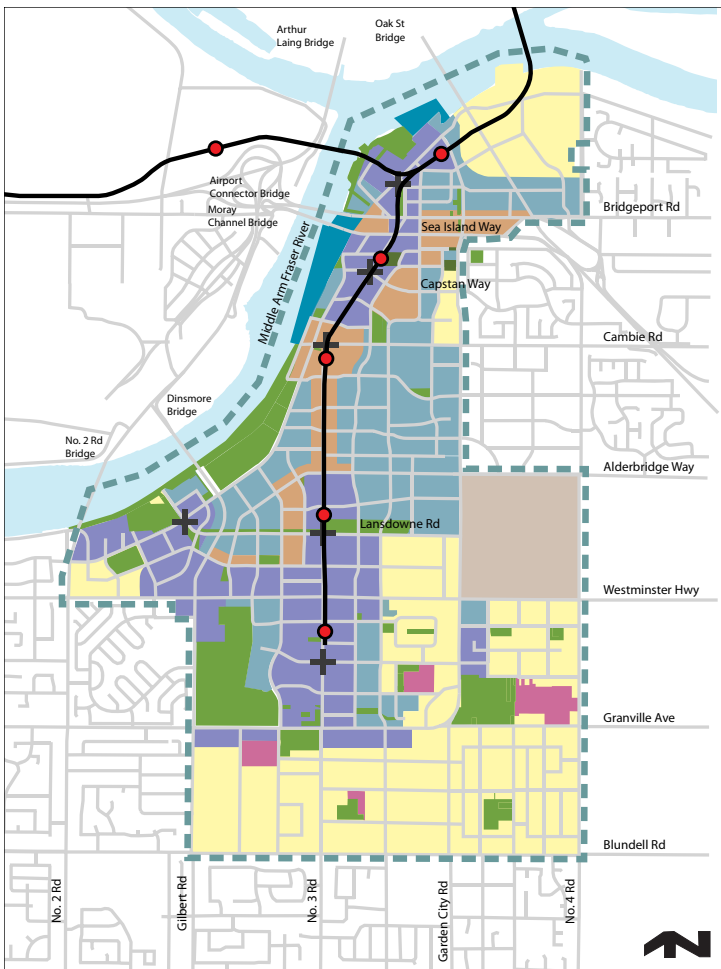 Arthur
Laing Bridge
Oak St
Bridge
Airport
Connector Bridge
Moray
Channel Bridge
Bridgeport Rd
Sea Island Way
Middle Arm Fraser River
Capstan Way
Cambie Rd
Dinsmore
Bridge
No. 2 Rd
Bridge
Alderbridge Way
Lansdowne Rd
Westminster Hwy
Granville Ave
Blundell Rd
No. 2 Rd
Gilbert Rd
No. 3 Rd
Garden City Rd
No. 4 Rd
N